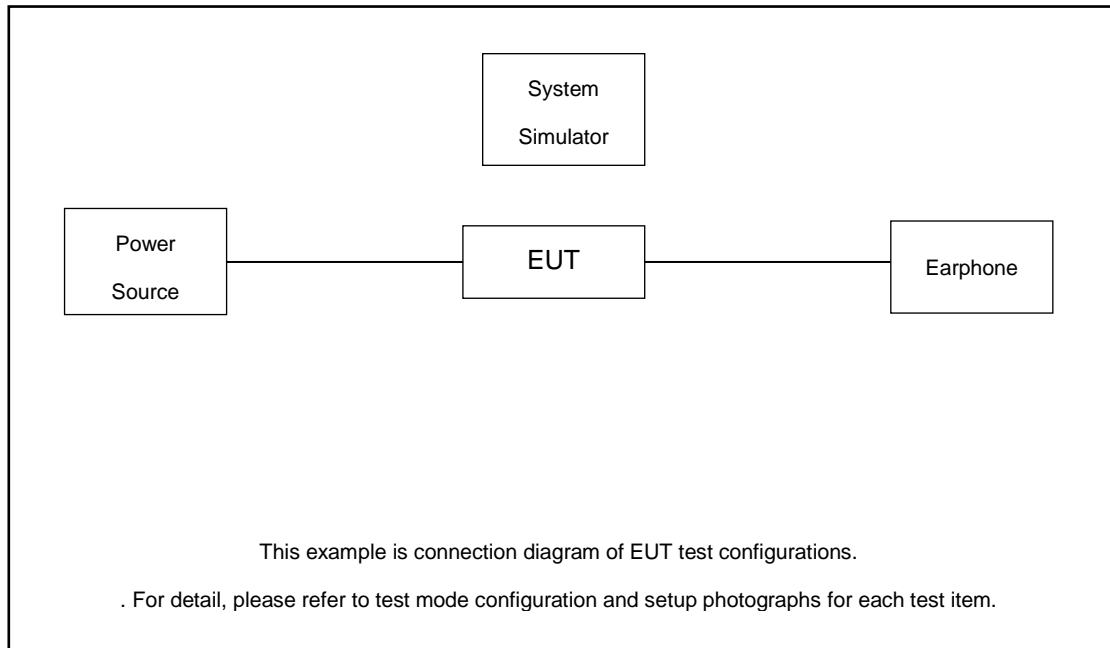 System
Simulator
Power
Source
EUT
Earphone
This example is connection diagram of EUT test configurations.
. For detail, please refer to test mode configuration and setup photographs for each test item.